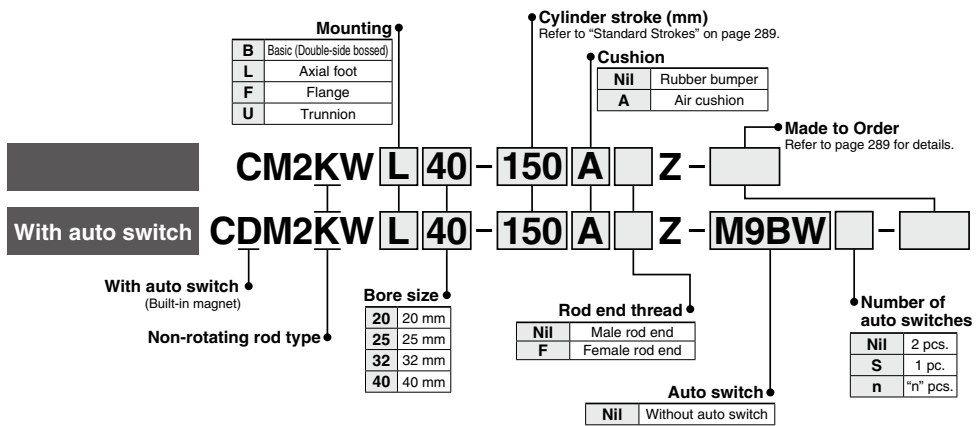 Mounting
B Basic (Double-side bossed)
L Axial foot
F Flange
U Trunnion
Cylinder stroke (mm)
Refer to “Standard Strokes” on page 289.
Cushion
Nil Rubber bumper
A Air cushion
Made to Order
Refer to page 289 for details.
CM2KW L 40 – 150 A Z –
With auto switch CDM2KW L 40 – 150 A Z – M9BW –
With auto switch
(Built-in magnet)
Non-rotating rod type
Bore size
20 20 mm
25 25 mm
32 32 mm
40 40 mm
Rod end thread
Nil Male rod end
F Female rod end
Auto switch
Nil Without auto switch
Number of
auto switches
Nil 2 pcs.
S 1 pc.
n “n” pcs.